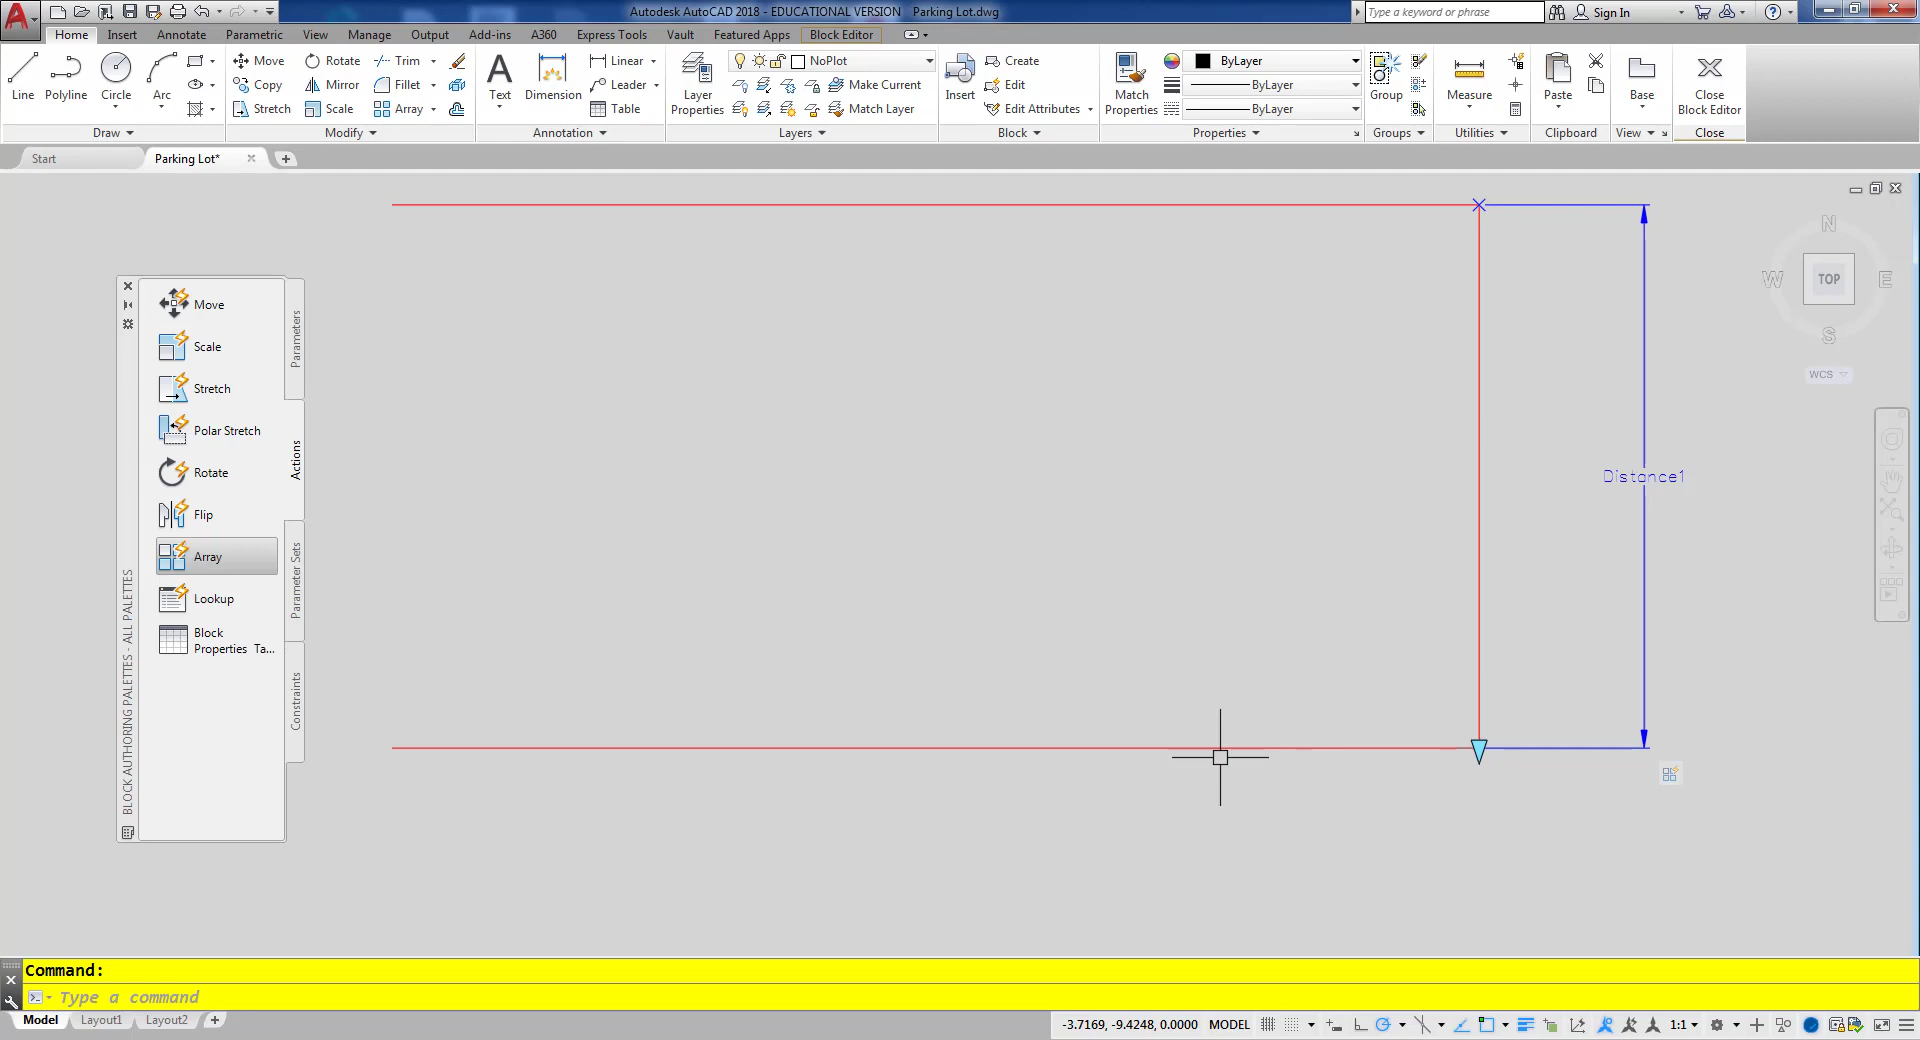 Autodesk AutoCAD 2018 - EDUCATIONAL VERSION Parking Lot.dwg
Type a keyword or phrase
Sign In
Home Insert Annotate Parametric View Manage Output Add-ins A360 Express Tools Vault Featured Apps Block Editor
Line Polyline Circle Arc
Draw
Move Rotate Trim
Copy Mirror Fillet
Stretch Scale Array
Modify
Text Dimension
Linear
Leader
Table
Annotation
Layer Properties
NoPlot
Make Current
Match Layer
Layers
Insert
Create
Edit
Edit Attributes
Block
Match Properties
ByLayer
ByLayer
ByLayer
Properties
Group
Groups
Measure
Utilities
Paste
Clipboard
Base
View
Close
Block Editor
Close
Start
Parking Lot*
N
W TOP E
S
WCS
Move
Scale
Stretch
Polar Stretch
Rotate
Flip
Array
Lookup
Block
Properties Ta...
Parameters
Actions
Parameter Sets
Constraints
BLOCK AUTHORING PALETTES - ALL PALETTES
Distance1
Command:
Type a command
Model Layout1 Layout2
-3.7169, -9.4248, 0.0000 MODEL
1:1